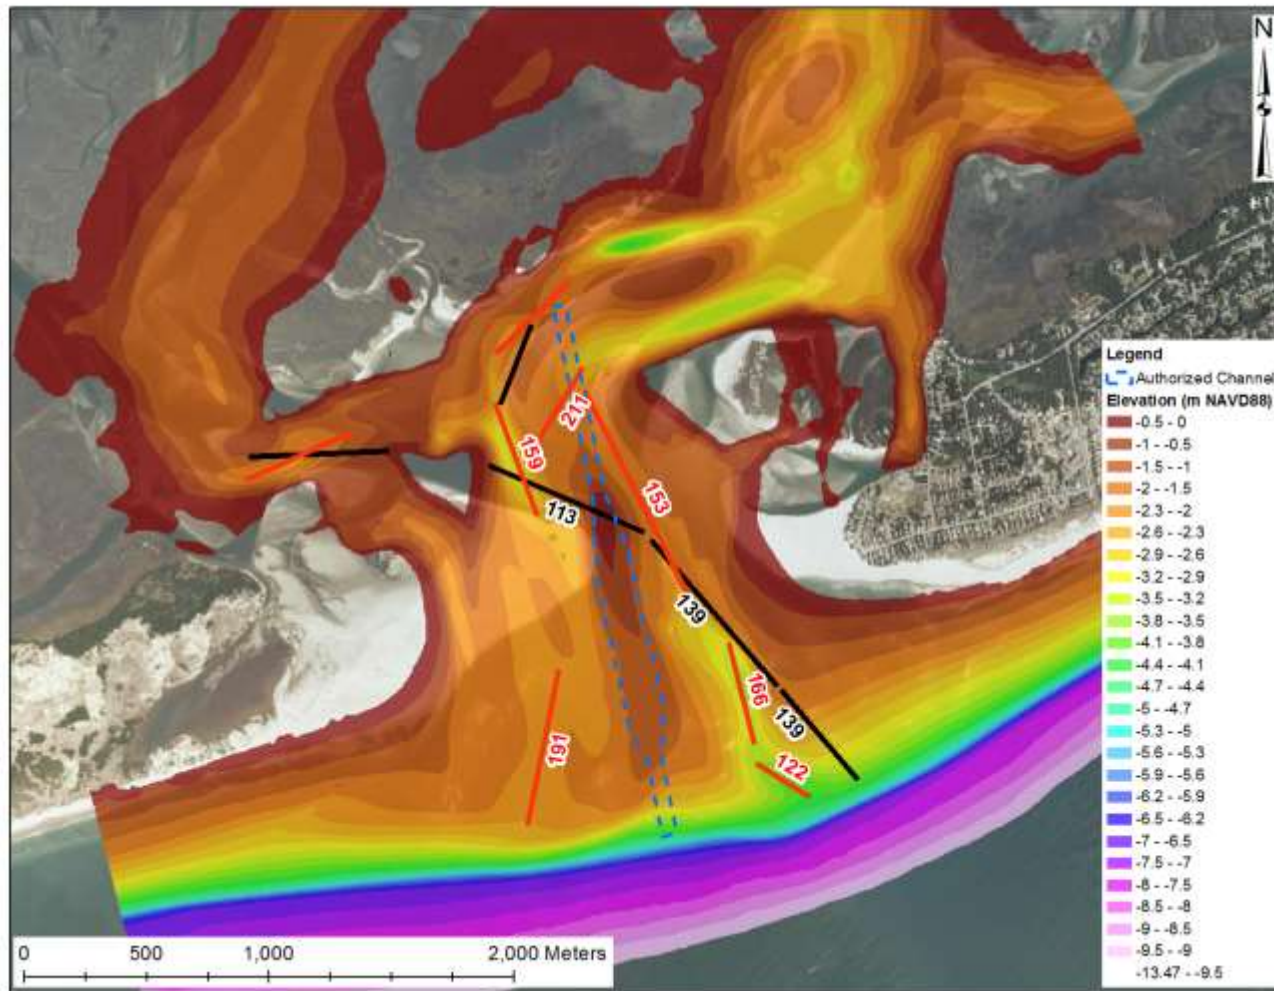 N
211
159
153
113
139
166
139
191
122
Legend
Authorized Channel
Elevation (m NAVD88)
-0.5 - 0
-1 - -0.5
-1.5 - -1
-2 - -1.5
-2.3 - -2
-2.6 - -2.3
-2.9 - -2.6
-3.2 - -2.9
-3.5 - -3.2
-3.8 - -3.5
-4.1 - -3.8
-4.4 - -4.1
-4.7 - -4.4
-5 - -4.7
-5.3 - -5
-5.6 - -5.3
-5.9 - -5.6
-6.2 - -5.9
-6.5 - -6.2
-7 - -6.5
-7.5 - -7
-8 - -7.5
-8.5 - -8
-9 - -8.5
-9.5 - -9
-13.47 - -9.5
0 500 1,000 2,000 Meters